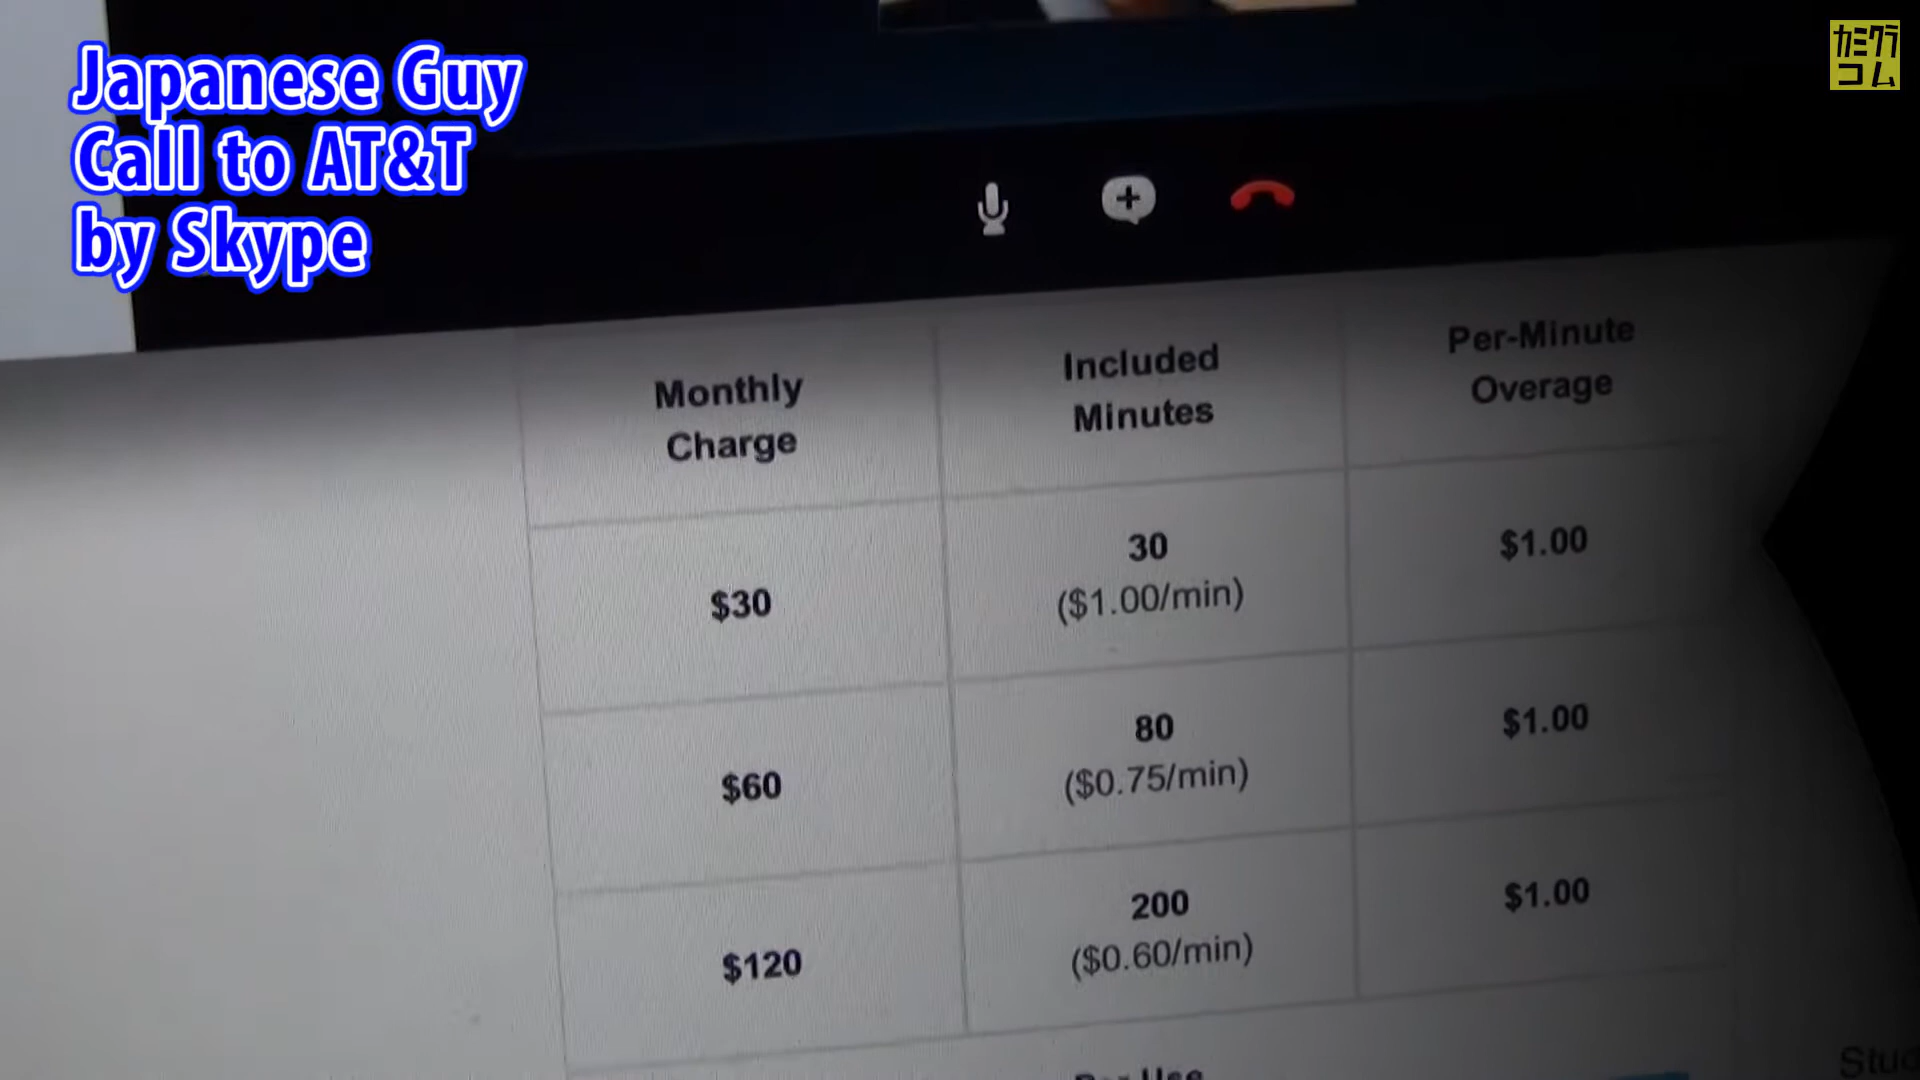 Japanese Guy
Call to AT&T
by Skype
カミクラ
コム
Monthly
Charge
Included
Minutes
Per-Minute
Overage
$30
30
($1.00/min)
$1.00
$60
80
($0.75/min)
$1.00
$120
200
($0.60/min)
$1.00